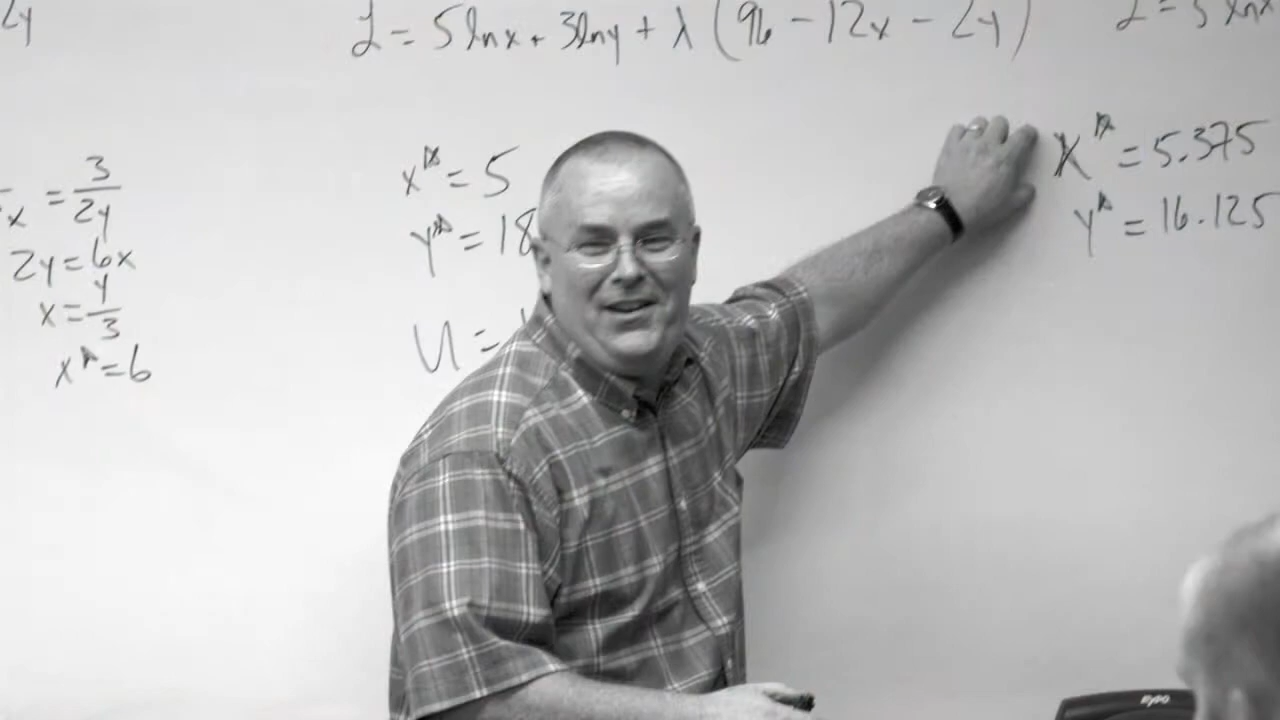 2y
L = 5lnx + 3lny + λ (96 - 12x - 2y)
L = 5 lnx
x = 3/2y
2y = 6x
x = y/3
x* = 6
x* = 5
y* = 18
U =
x* = 5.375
y* = 16.125
EXPO